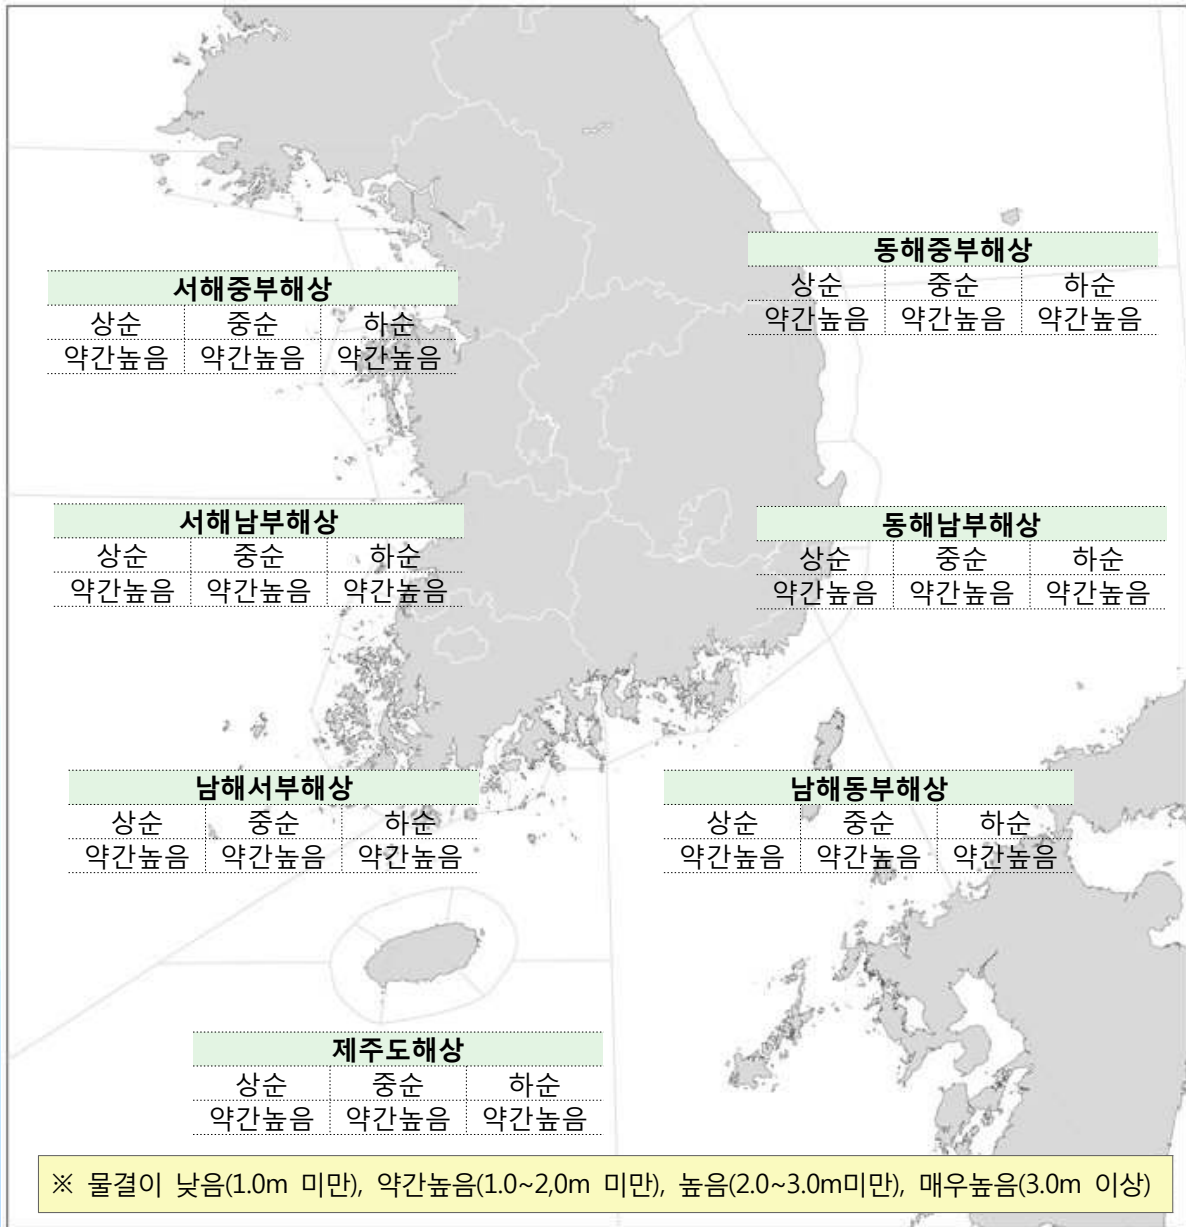 동해중부해상
상순 중순 하순
약간높음 약간높음 약간높음
서해중부해상
상순 중순 하순
약간높음 약간높음 약간높음
서해남부해상
상순 중순 하순
약간높음 약간높음 약간높음
동해남부해상
상순 중순 하순
약간높음 약간높음 약간높음
남해서부해상
상순 중순 하순
약간높음 약간높음 약간높음
남해동부해상
상순 중순 하순
약간높음 약간높음 약간높음
제주도해상
상순 중순 하순
약간높음 약간높음 약간높음
※ 물결이 낮음(1.0m 미만), 약간높음(1.0~2,0m 미만), 높음(2.0~3.0m미만), 매우높음(3.0m 이상)